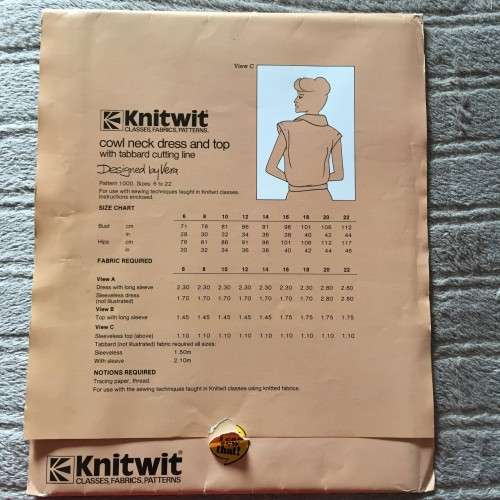 View C
Knitwit
CLASSES, FABRICS, PATTERNS.
cowl neck dress and top
with tabbard cutting line
Designed by Vera
Pattern 1000. Sizes: 6 to 22
For use with sewing techniques taught in Knitwit classes.
Instructions enclosed.
SIZE CHART
6 8 10 12 14 16 18 20 22
Bust cm 71 76 81 86 91 96 101 106 112
in 28 30 32 34 36 38 40 42 44
Hips cm 76 81 86 91 96 101 106 112 117
in 30 32 34 36 38 40 42 44 46
FABRIC REQUIRED
6 8 10 12 14 16 18 20 22
View A
Dress with long sleeve 2.30 2.30 2.30 2.30 2.30 2.30 2.30 2.80 2.80
Sleeveless dress 1.70 1.70 1.70 1.70 1.70 1.70 1.70 2.60 2.60
(not illustrated)
View B
Top with long sleeve 1.45 1.45 1.45 1.45 1.45 1.45 1.75 1.75 1.75
View C
Sleeveless top (above) 1.10 1.10 1.10 1.10 1.10 1.10 1.10 1.10 1.10
Tabbard (not illustrated) fabric required all sizes:
Sleeveless 1.50m
With sleeve 2.10m
NOTIONS REQUIRED
Tracing paper, thread.
For use with the sewing techniques taught in Knitwit classes using knitted fabrics.
that!
Knitwit
CLASSES, FABRICS, PATTERNS